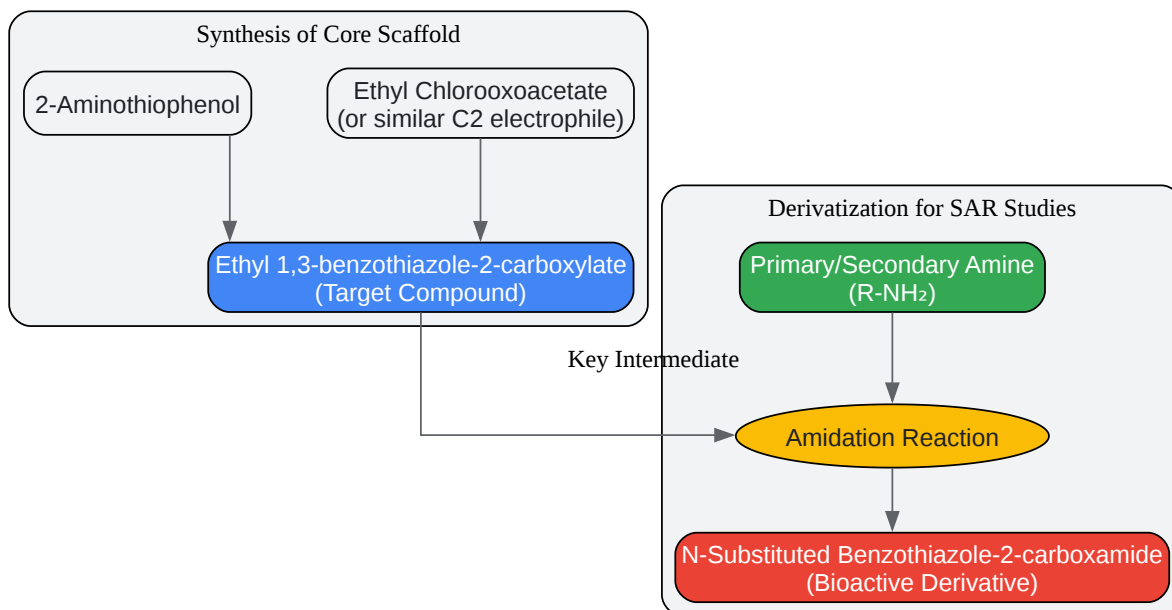 Synthesis of Core Scaffold
2-Aminothiophenol
Ethyl Chlorooxoacetate
(or similar C2 electrophile)
Ethyl 1,3-benzothiazole-2-carboxylate
(Target Compound)
Derivatization for SAR Studies
Primary/Secondary Amine
(R-NH₂)
Key Intermediate
Amidation Reaction
N-Substituted Benzothiazole-2-carboxamide
(Bioactive Derivative)